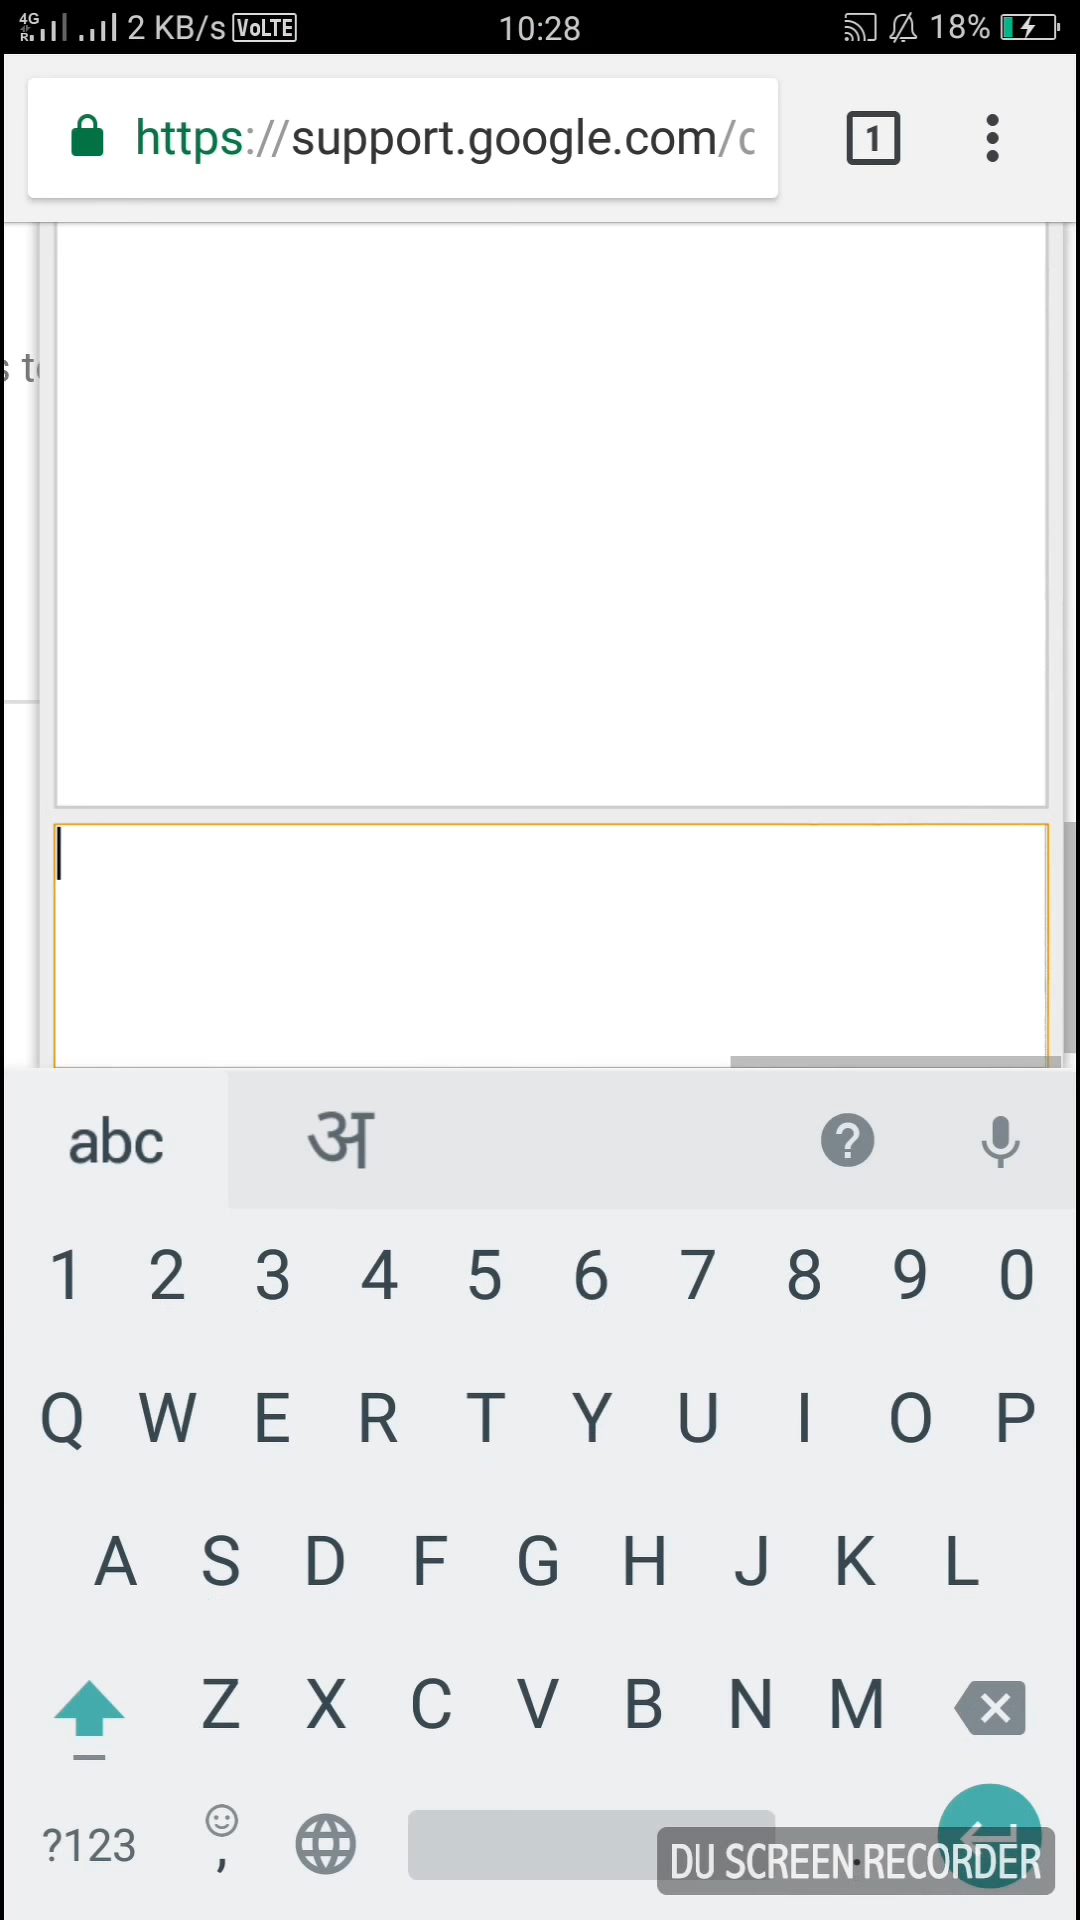 4G R 2 KB/s VoLTE 10:28 18%
https://support.google.com/c 1
s t
abc अ ?
1 2 3 4 5 6 7 8 9 0
Q W E R T Y U I O P
A S D F G H J K L
Z X C V B N M
?123 , .
DU SCREEN RECORDER